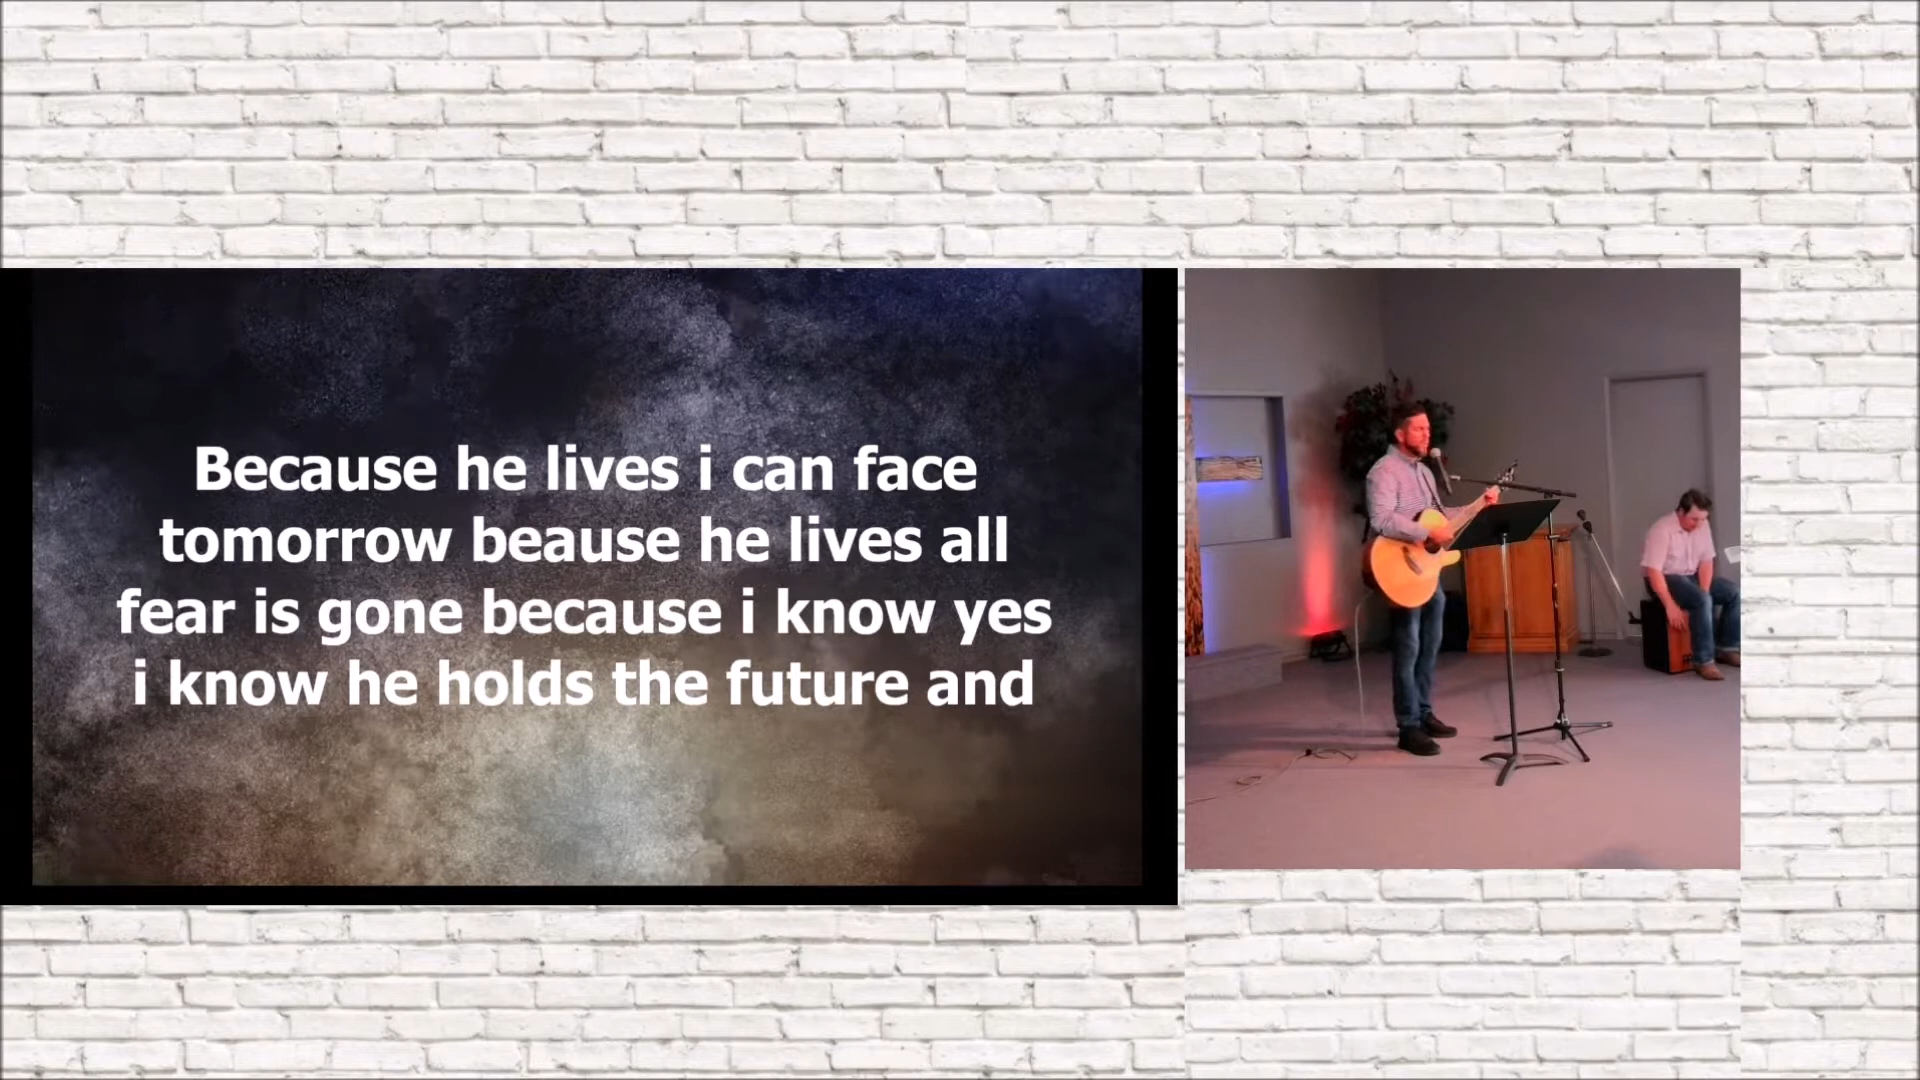 Because he lives i can face
tomorrow beause he lives all
fear is gone because i know yes
i know he holds the future and